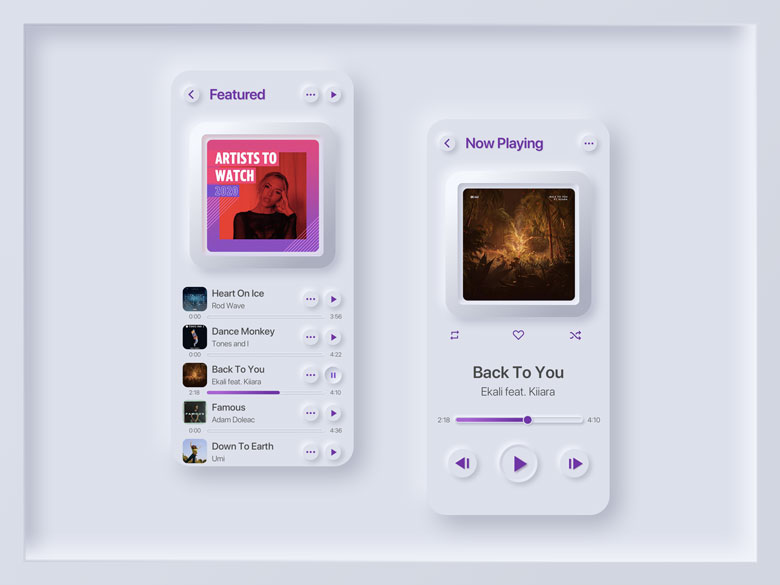 Featured
ARTISTS TO
WATCH
2020
Heart On Ice
Rod Wave
0:00
3:56
Dance Monkey
Tones and I
0:00
4:22
Back To You
Ekali feat. Kiiara
2:18
4:10
Famous
Adam Doleac
0:00
4:36
Down To Earth
Umi
Now Playing
Back To You
Ekali feat. Kiiara
2:18
4:10